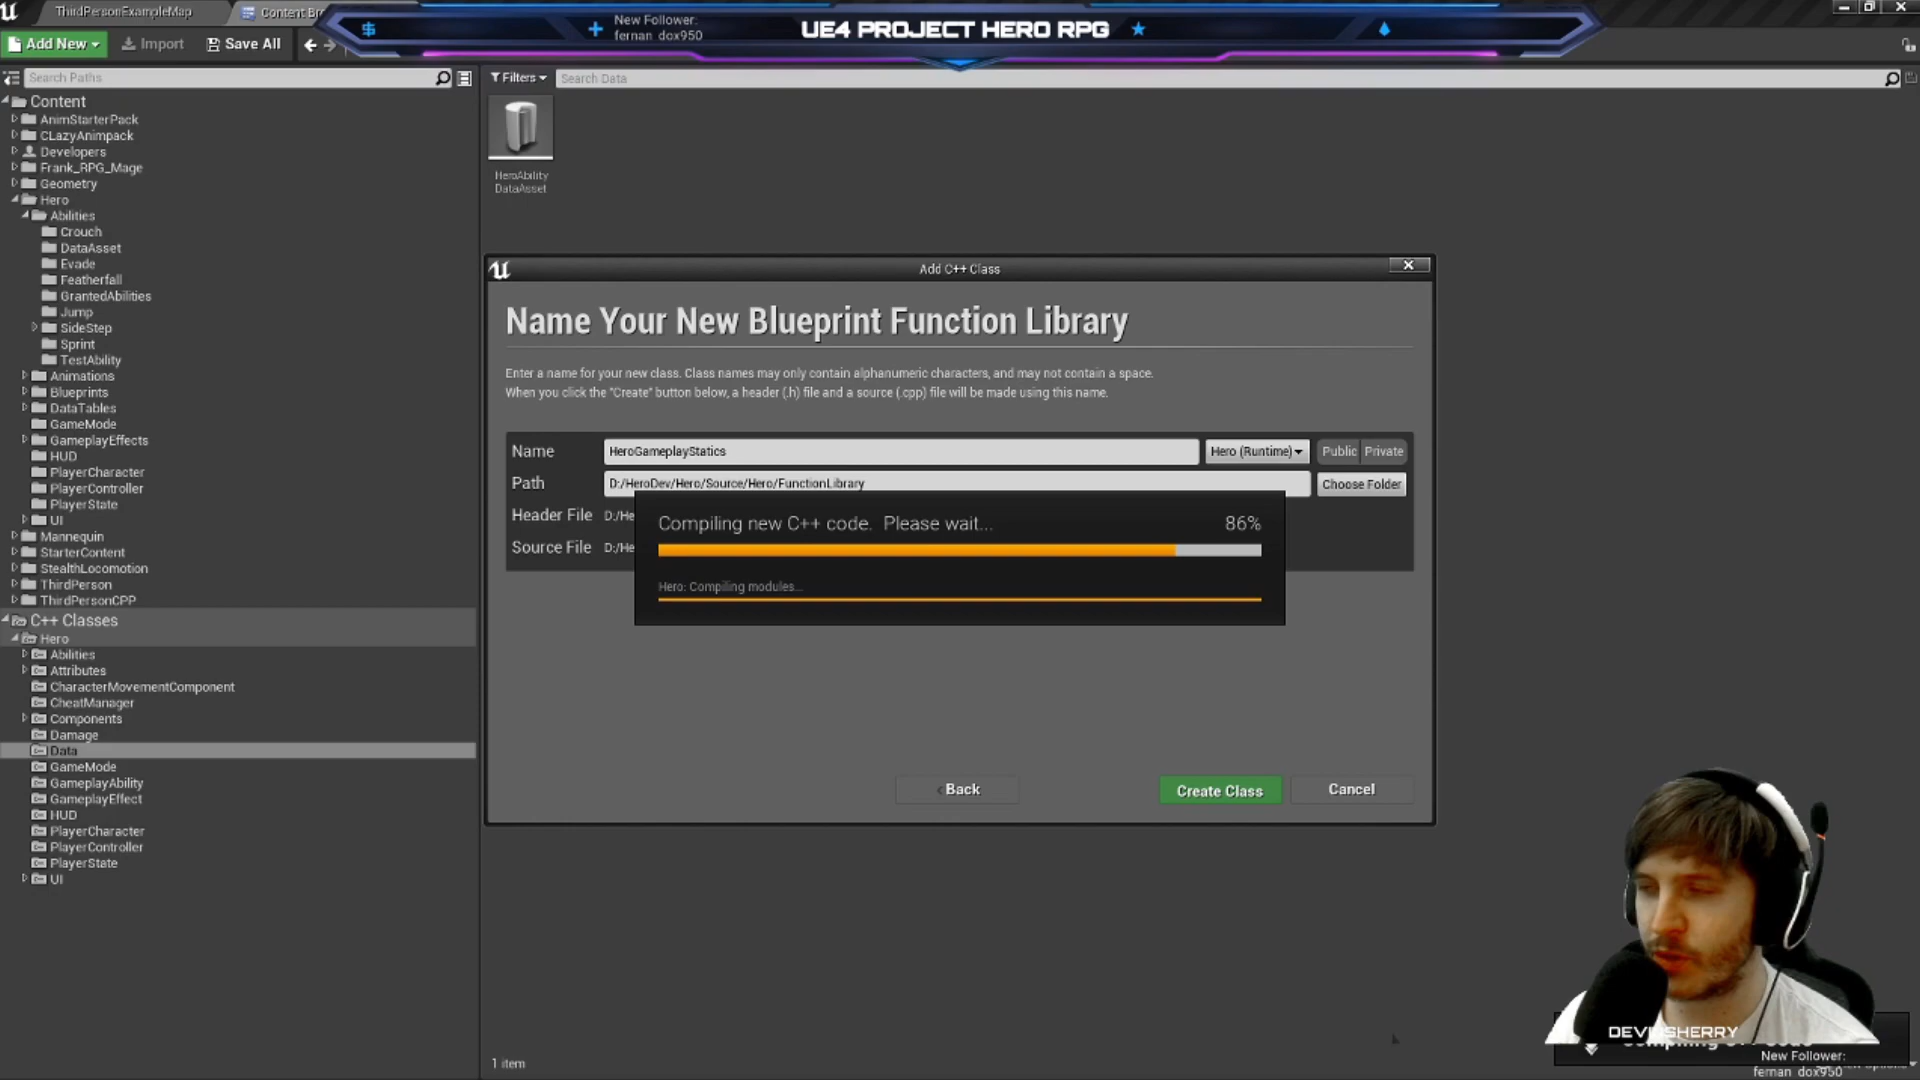 ThirdPersonExampleMap
Content Br
New Follower:
fernan_dox950
UE4 PROJECT HERO RPG
Add New
Import
Save All
Search Paths
Filters
Search Data
Content
AnimStarterPack
CLazyAnimpack
Developers
Frank_RPG_Mage
Geometry
Hero
Abilities
Crouch
DataAsset
Evade
Featherfall
GrantedAbilities
Jump
SideStep
Sprint
TestAbility
Animations
Blueprints
DataTables
GameMode
GameplayEffects
HUD
PlayerCharacter
PlayerController
PlayerState
UI
Mannequin
StarterContent
StealthLocomotion
ThirdPerson
ThirdPersonCPP
C++ Classes
Hero
Abilities
Attributes
CharacterMovementComponent
CheatManager
Components
Damage
Data
GameMode
GameplayAbility
GameplayEffect
HUD
PlayerCharacter
PlayerController
PlayerState
UI
HeroAbility
DataAsset
Add C++ Class
Name Your New Blueprint Function Library
Enter a name for your new class. Class names may only contain alphanumeric characters, and may not contain a space.
When you click the "Create" button below, a header (.h) file and a source (.cpp) file will be made using this name.
Name HeroGameplayStatics Hero (Runtime) Public Private
Path D:/HeroDev/Hero/Source/Hero/FunctionLibrary Choose Folder
Header File D:/He
Source File D:/He
Compiling new C++ code. Please wait... 86%
Hero: Compiling modules...
Back
Create Class
Cancel
1 item
DEVINSHERRY
New Follower:
fernan_dox950